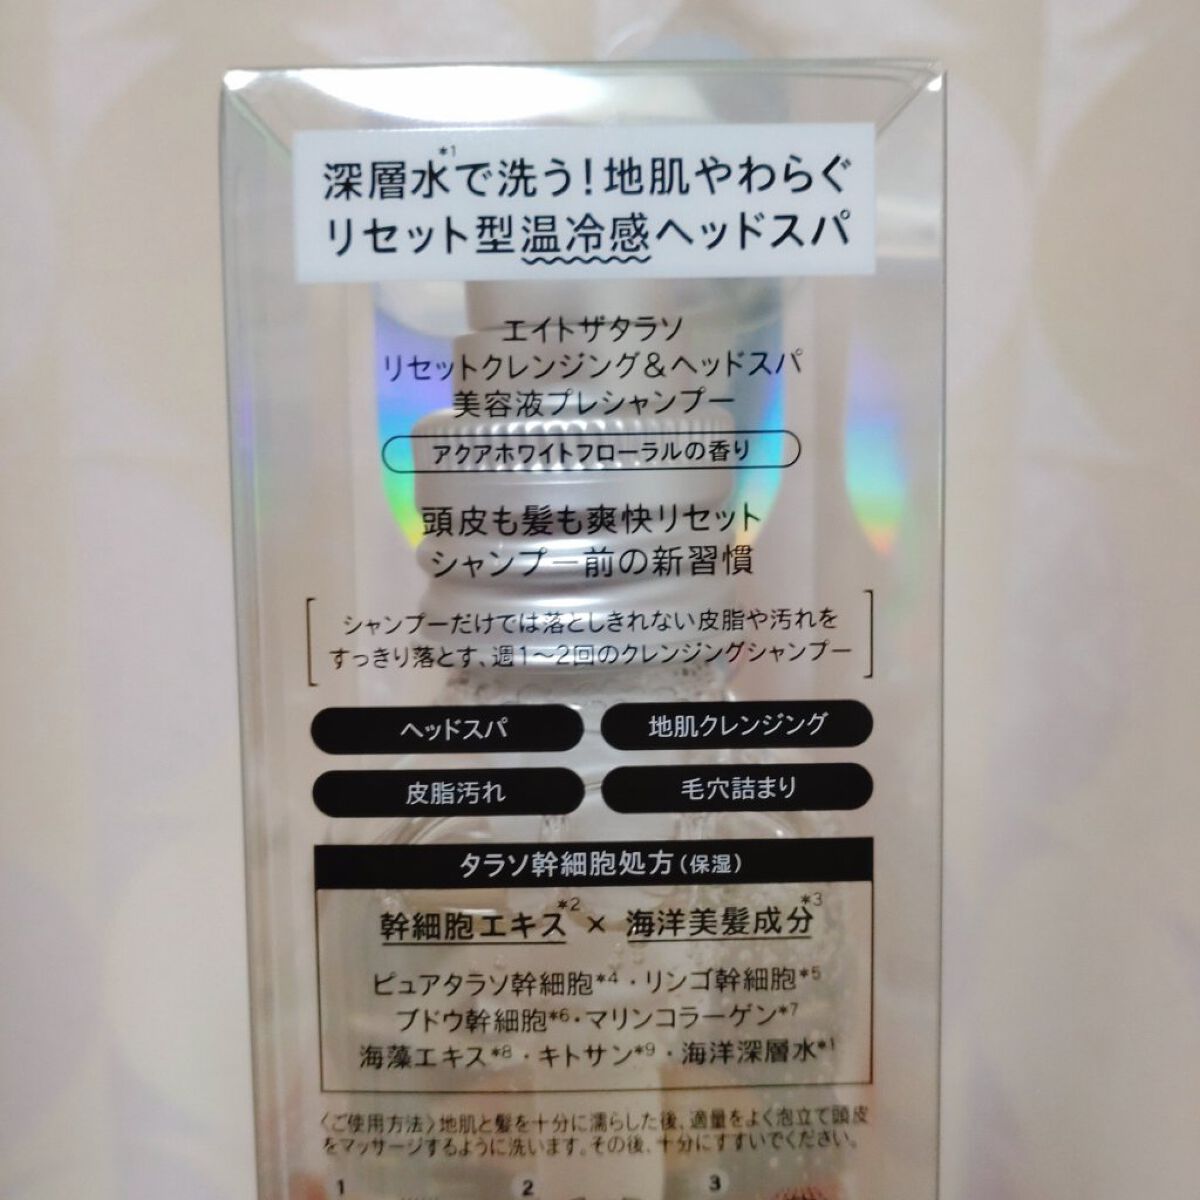 深層水*1で洗う!地肌やわらぐ
リセット型温冷感ヘッドスパ
エイトザタラソ
リセットクレンジング&ヘッドスパ
美容液プレシャンプー
アクアホワイトフローラルの香り
頭皮も髪も爽快リセット
シャンプー前の新習慣
シャンプーだけでは落としきれない皮脂や汚れを
すっきり落とす、週1~2回のクレンジングシャンプー
ヘッドスパ 地肌クレンジング
皮脂汚れ 毛穴詰まり
タラソ幹細胞処方(保湿)
幹細胞エキス*2 × 海洋美髪成分*3
ピュアタラソ幹細胞*4・リンゴ幹細胞*5
ブドウ幹細胞*6・マリンコラーゲン*7
海藻エキス*8・キトサン*9・海洋深層水*1
〈ご使用方法〉地肌と髪を十分に濡らした後、適量をよく泡立て頭皮
をマッサージするように洗います。その後、十分にすすいでください。
1 2 3